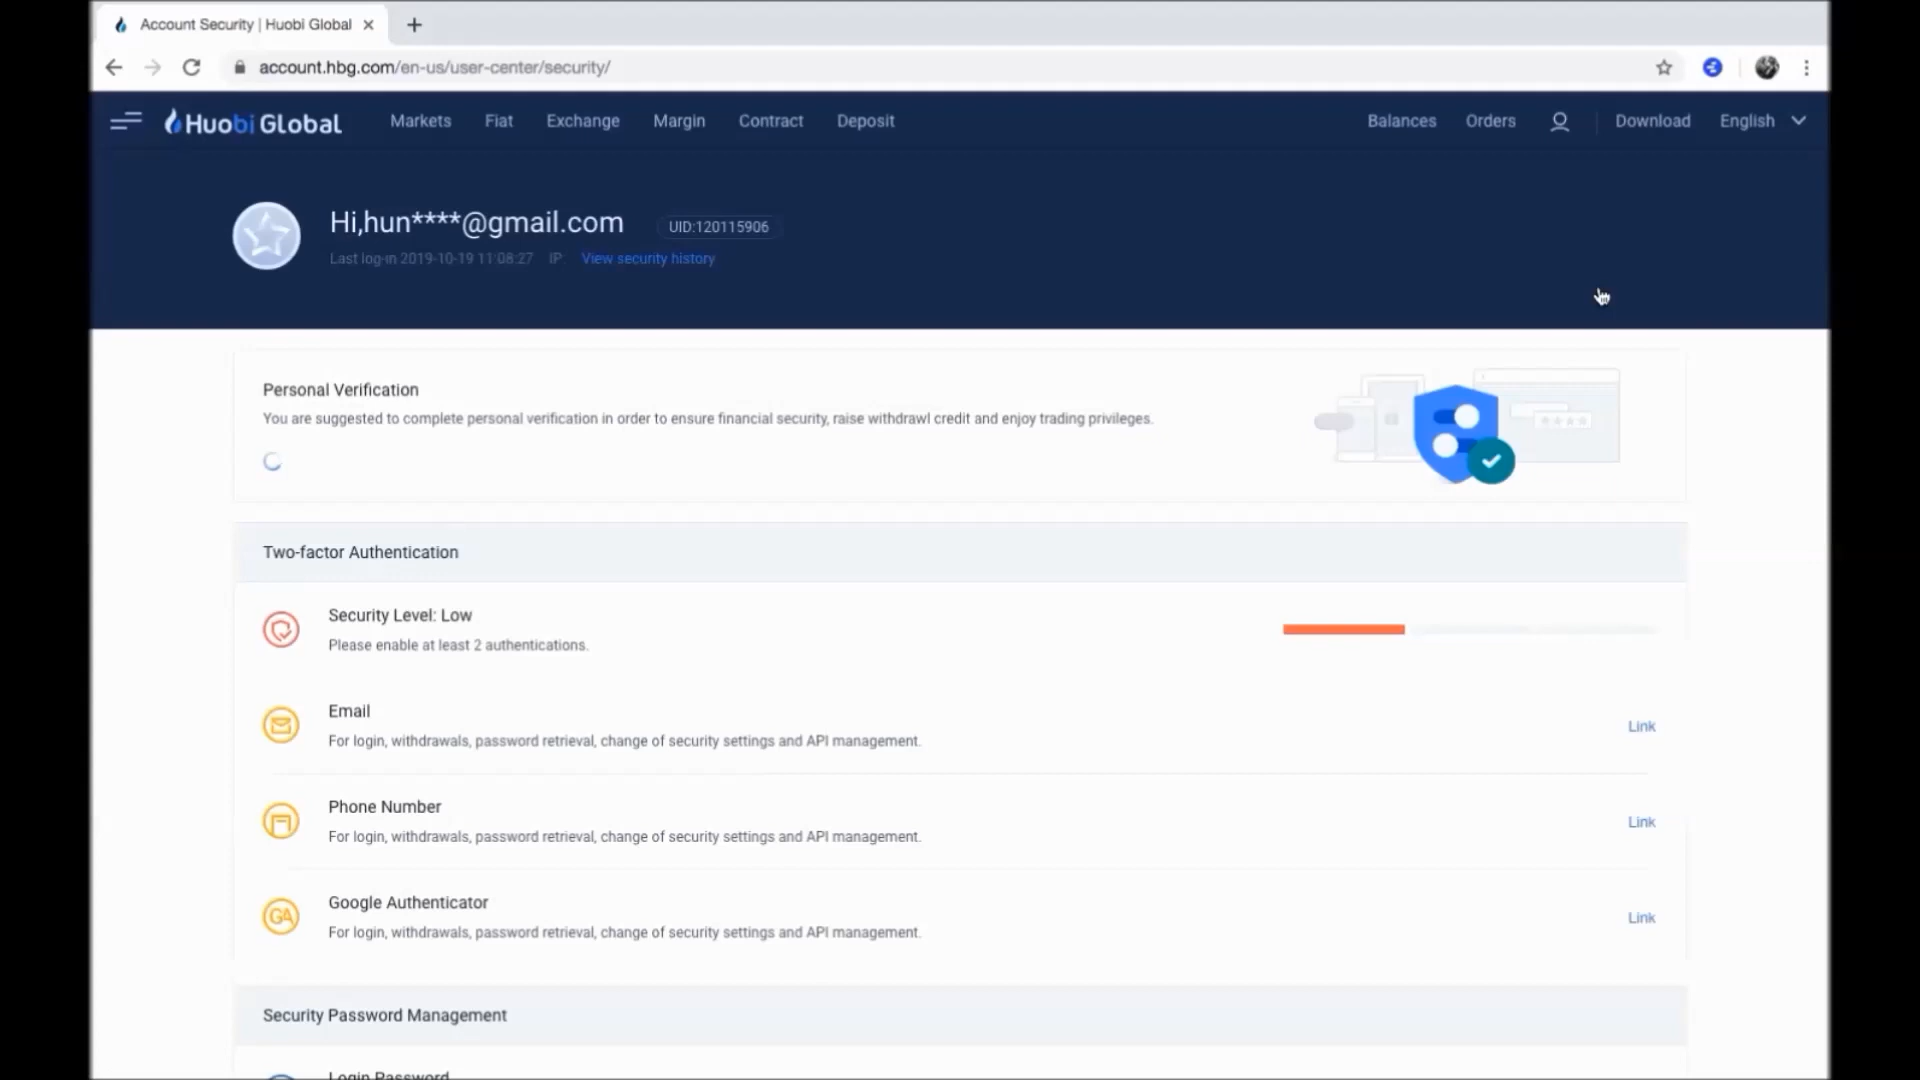 Account Security | Huobi Global
account.hbg.com/en-us/user-center/security/
Huobi Global Markets Fiat Exchange Margin Contract Deposit Balances Orders Download English
Hi,hun****@gmail.com UID:120115906
Last log-in 2019-10-19 11:08:27 IP: View security history
Personal Verification
You are suggested to complete personal verification in order to ensure financial security, raise withdrawl credit and enjoy trading privileges.
Two-factor Authentication
Security Level: Low
Please enable at least 2 authentications.
Email
For login, withdrawals, password retrieval, change of security settings and API management.
Link
Phone Number
For login, withdrawals, password retrieval, change of security settings and API management.
Link
GA
Google Authenticator
For login, withdrawals, password retrieval, change of security settings and API management.
Link
Security Password Management
Login Password